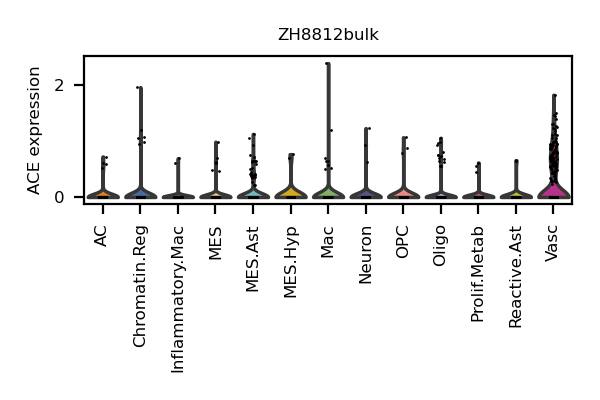 ZH8812bulk
ACE expression
2
0
AC
Chromatin.Reg
Inflammatory.Mac
MES
MES.Ast
MES.Hyp
Mac
Neuron
OPC
Oligo
Prolif.Metab
Reactive.Ast
Vasc